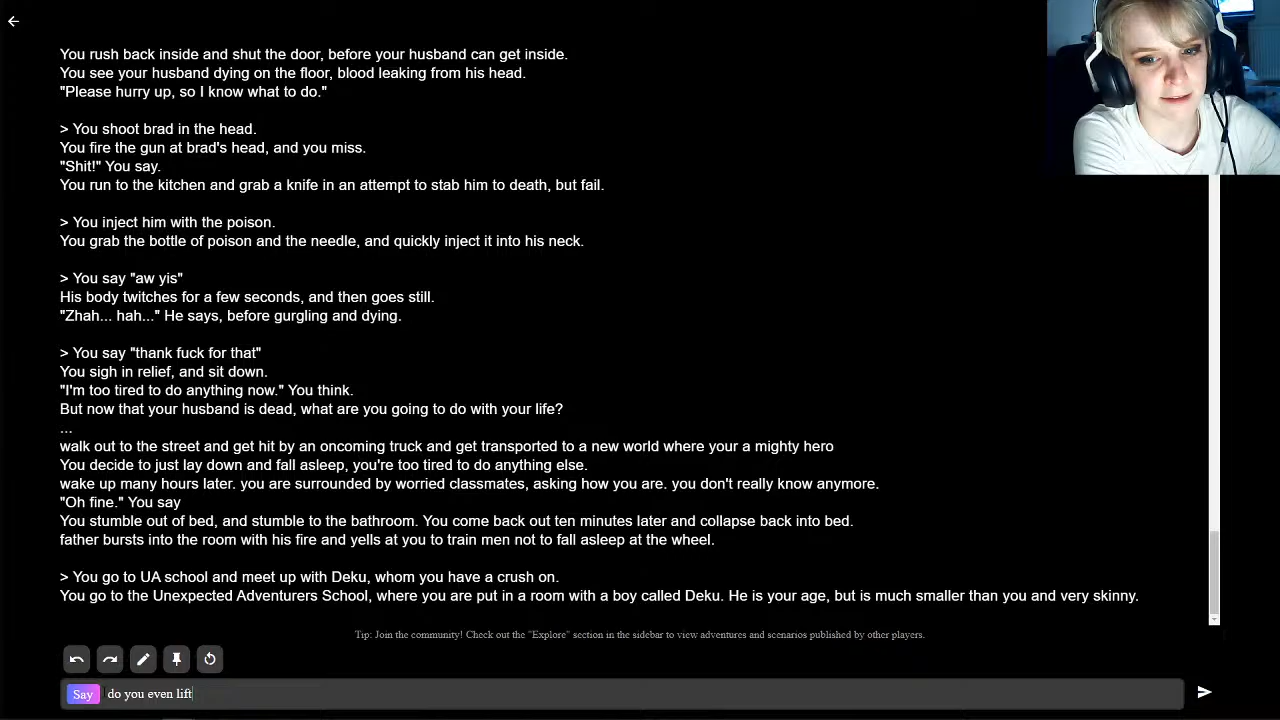 You rush back inside and shut the door, before your husband can get inside.
You see your husband dying on the floor, blood leaking from his head.
"Please hurry up, so I know what to do."
> You shoot brad in the head.
You fire the gun at brad's head, and you miss.
"Shit!" You say.
You run to the kitchen and grab a knife in an attempt to stab him to death, but fail.
> You inject him with the poison.
You grab the bottle of poison and the needle, and quickly inject it into his neck.
> You say "aw yis"
His body twitches for a few seconds, and then goes still.
"Zhah... hah..." He says, before gurgling and dying.
> You say "thank fuck for that"
You sigh in relief, and sit down.
"I'm too tired to do anything now." You think.
But now that your husband is dead, what are you going to do with your life?
...
walk out to the street and get hit by an oncoming truck and get transported to a new world where your a mighty hero
You decide to just lay down and fall asleep, you're too tired to do anything else.
wake up many hours later. you are surrounded by worried classmates, asking how you are. you don't really know anymore.
"Oh fine." You say
You stumble out of bed, and stumble to the bathroom. You come back out ten minutes later and collapse back into bed.
father bursts into the room with his fire and yells at you to train men not to fall asleep at the wheel.
> You go to UA school and meet up with Deku, whom you have a crush on.
You go to the Unexpected Adventurers School, where you are put in a room with a boy called Deku. He is your age, but is much smaller than you and very skinny.
Tip: Join the community! Check out the "Explore" section in the sidebar to view adventures and scenarios published by other players.
Say do you even lift